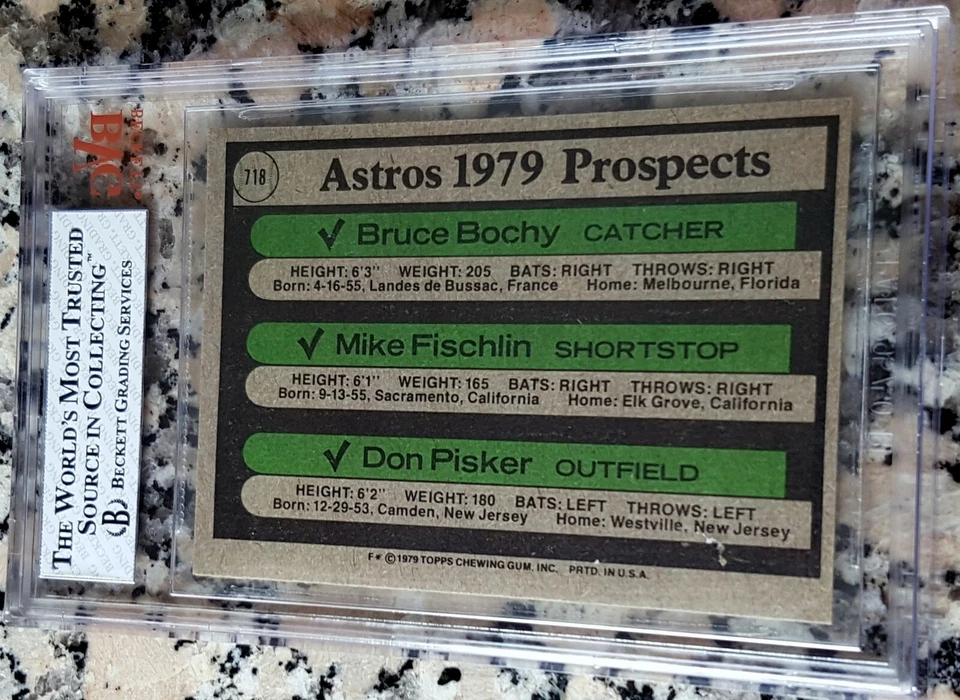 THE WORLD'S MOST TRUSTED
SOURCE IN COLLECTING™
B BECKETT GRADING SERVICES
718
Astros 1979 Prospects
✓ Bruce Bochy CATCHER
HEIGHT: 6'3" WEIGHT: 205 BATS: RIGHT THROWS: RIGHT
Born: 4-16-55, Landes de Bussac, France Home: Melbourne, Florida
✓ Mike Fischlin SHORTSTOP
HEIGHT: 6'1" WEIGHT: 165 BATS: RIGHT THROWS: RIGHT
Born: 9-13-55, Sacramento, California Home: Elk Grove, California
✓ Don Pisker OUTFIELD
HEIGHT: 6'2" WEIGHT: 180 BATS: LEFT THROWS: LEFT
Born: 12-29-53, Camden, New Jersey Home: Westville, New Jersey
F* ©1979 TOPPS CHEWING GUM, INC. PRTD. IN U.S.A.